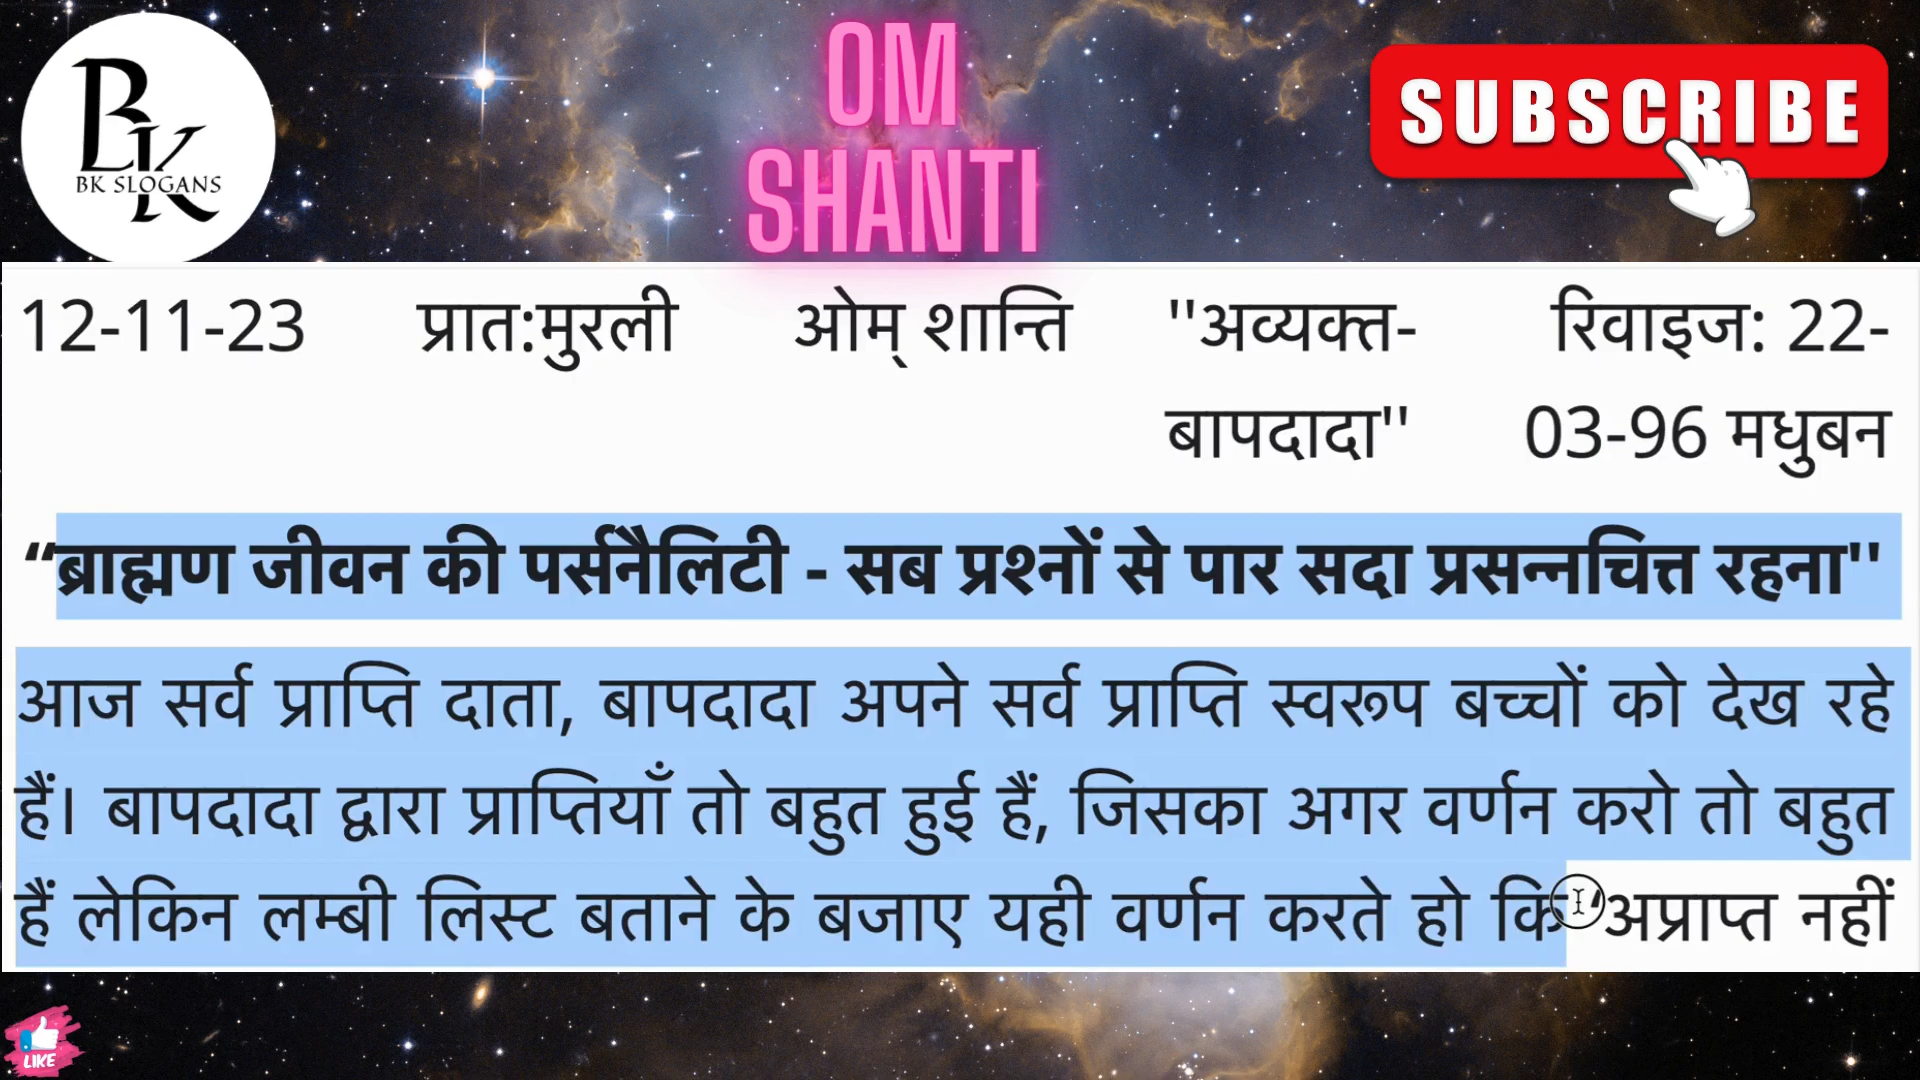 BK
BK SLOGANS
OM
SHANTI
SUBSCRIBE
12-11-23 प्रात:मुरली ओम् शान्ति "अव्यक्त- रिवाइज: 22-
बापदादा" 03-96 मधुबन
“ब्राह्मण जीवन की पर्सनैलिटी - सब प्रश्नों से पार सदा प्रसन्नचित्त रहना"
आज सर्व प्राप्ति दाता, बापदादा अपने सर्व प्राप्ति स्वरूप बच्चों को देख रहे
हैं। बापदादा द्वारा प्राप्तियाँ तो बहुत हुई हैं, जिसका अगर वर्णन करो तो बहुत
हैं लेकिन लम्बी लिस्ट बताने के बजाए यही वर्णन करते हो कि 'अप्राप्त नहीं
LIKE